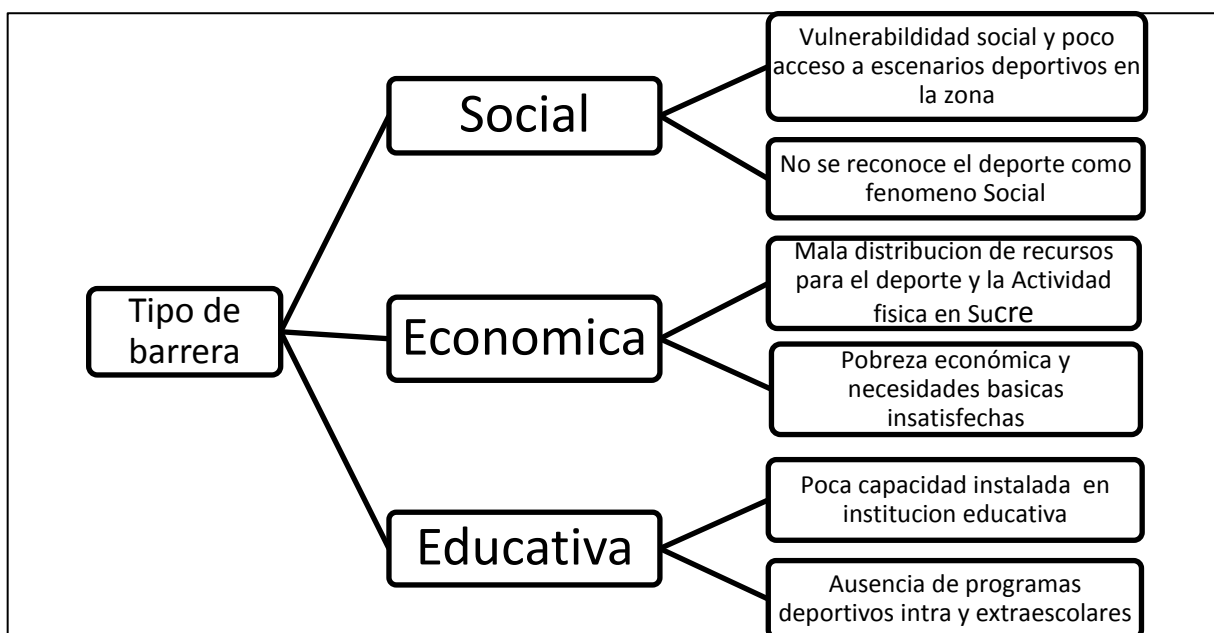 Tipo de
barrera
Social
Vulnerabildidad social y poco
acceso a escenarios deportivos en
la zona
No se reconoce el deporte como
fenomeno Social
Economica
Mala distribucion de recursos
para el deporte y la Actividad
fisica en Sucre
Pobreza económica y
necesidades basicas
insatisfechas
Educativa
Poca capacidad instalada en
institucion educativa
Ausencia de programas
deportivos intra y extraescolares